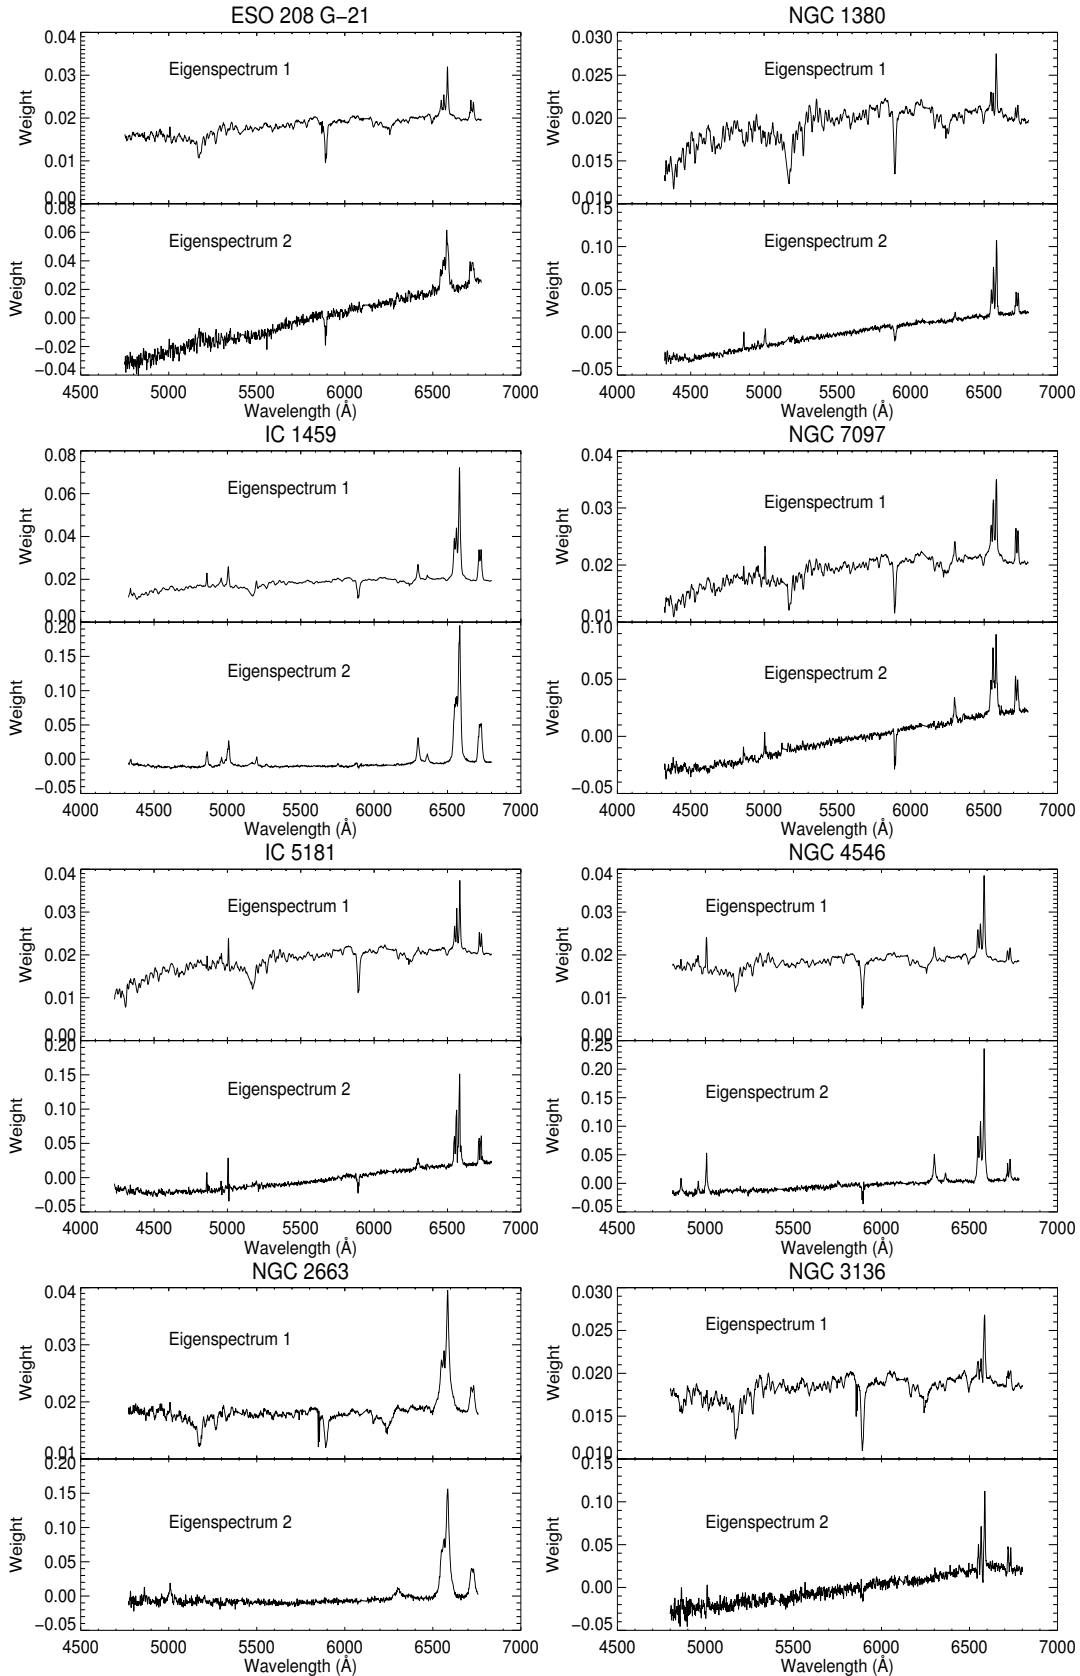 ESO 208 G−21
0.04
0.03
0.02
0.01
0.00
Weight
Eigenspectrum 1
0.08
0.06
0.04
0.02
0.00
−0.02
−0.04
Weight
Eigenspectrum 2
4500 5000 5500 6000 6500 7000
Wavelength (Å)
NGC 1380
0.030
0.025
0.020
0.015
0.010
Weight
Eigenspectrum 1
0.15
0.10
0.05
0.00
−0.05
Weight
Eigenspectrum 2
4000 4500 5000 5500 6000 6500 7000
Wavelength (Å)
IC 1459
0.08
0.06
0.04
0.02
0.00
Weight
Eigenspectrum 1
0.20
0.15
0.10
0.05
0.00
−0.05
Weight
Eigenspectrum 2
4000 4500 5000 5500 6000 6500 7000
Wavelength (Å)
NGC 7097
0.04
0.03
0.02
0.01
Weight
Eigenspectrum 1
0.10
0.05
0.00
−0.05
Weight
Eigenspectrum 2
4000 4500 5000 5500 6000 6500 7000
Wavelength (Å)
IC 5181
0.04
0.03
0.02
0.01
0.00
Weight
Eigenspectrum 1
0.20
0.15
0.10
0.05
0.00
−0.05
Weight
Eigenspectrum 2
4000 4500 5000 5500 6000 6500 7000
Wavelength (Å)
NGC 4546
0.04
0.03
0.02
0.01
0.00
Weight
Eigenspectrum 1
0.25
0.20
0.15
0.10
0.05
0.00
−0.05
Weight
Eigenspectrum 2
4500 5000 5500 6000 6500 7000
Wavelength (Å)
NGC 2663
0.04
0.03
0.02
0.01
Weight
Eigenspectrum 1
0.20
0.15
0.10
0.05
0.00
−0.05
Weight
Eigenspectrum 2
4500 5000 5500 6000 6500 7000
Wavelength (Å)
NGC 3136
0.030
0.025
0.020
0.015
0.010
Weight
Eigenspectrum 1
0.15
0.10
0.05
0.00
−0.05
Weight
Eigenspectrum 2
4500 5000 5500 6000 6500 7000
Wavelength (Å)